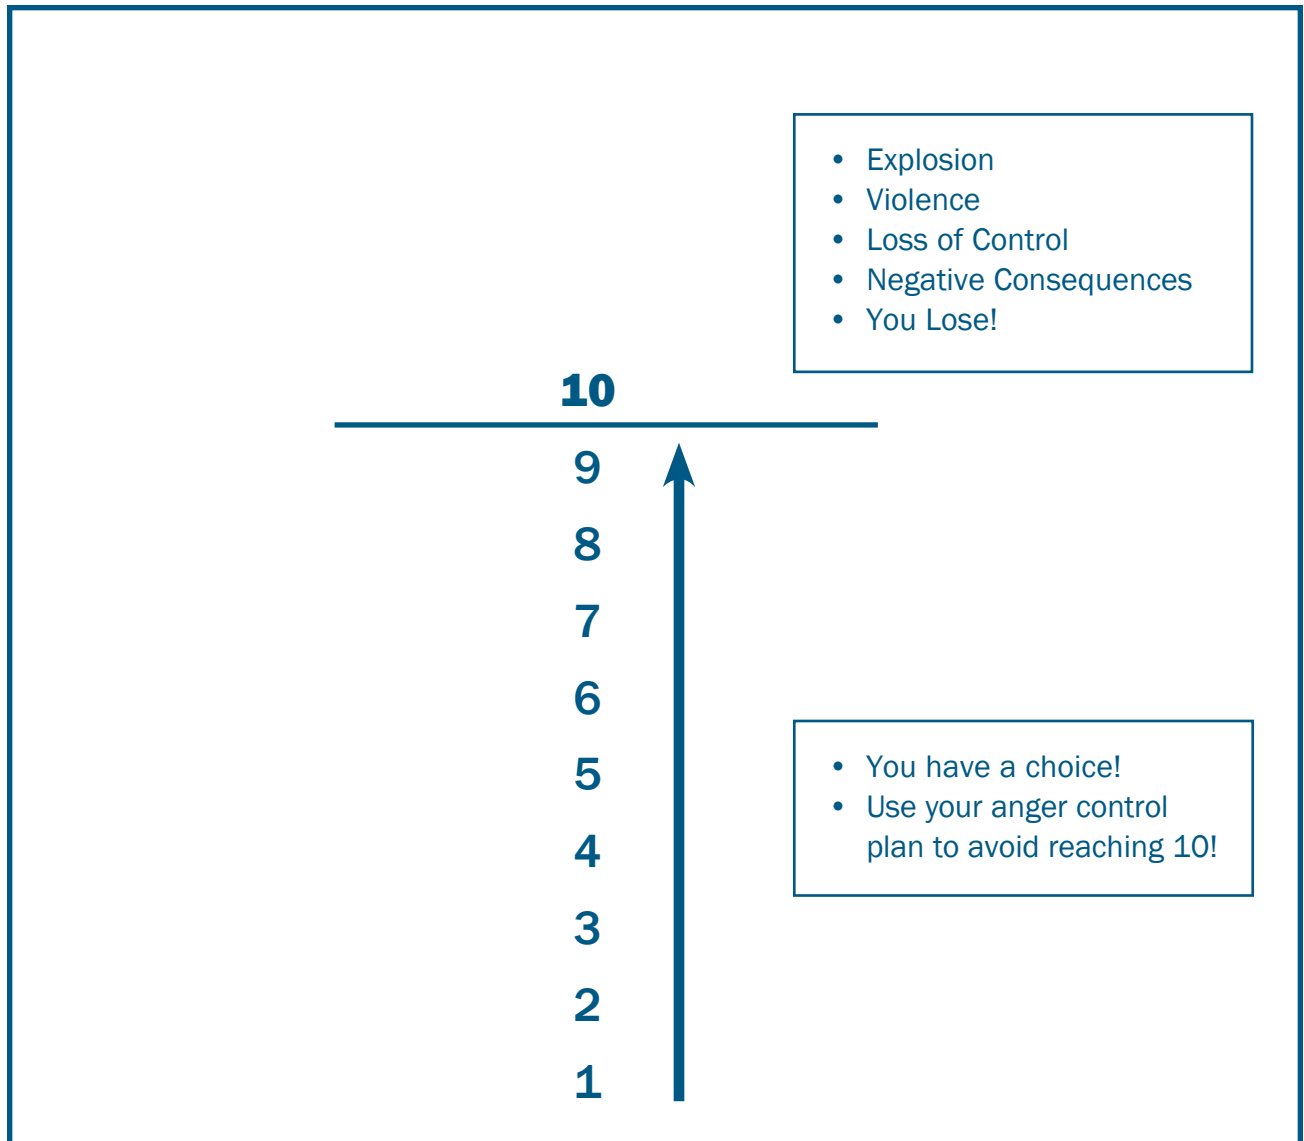 • Explosion
• Violence
• Loss of Control
• Negative Consequences
• You Lose!
10
9
8
7
6
5
• You have a choice!
• Use your anger control
plan to avoid reaching 10!
4
3
2
1